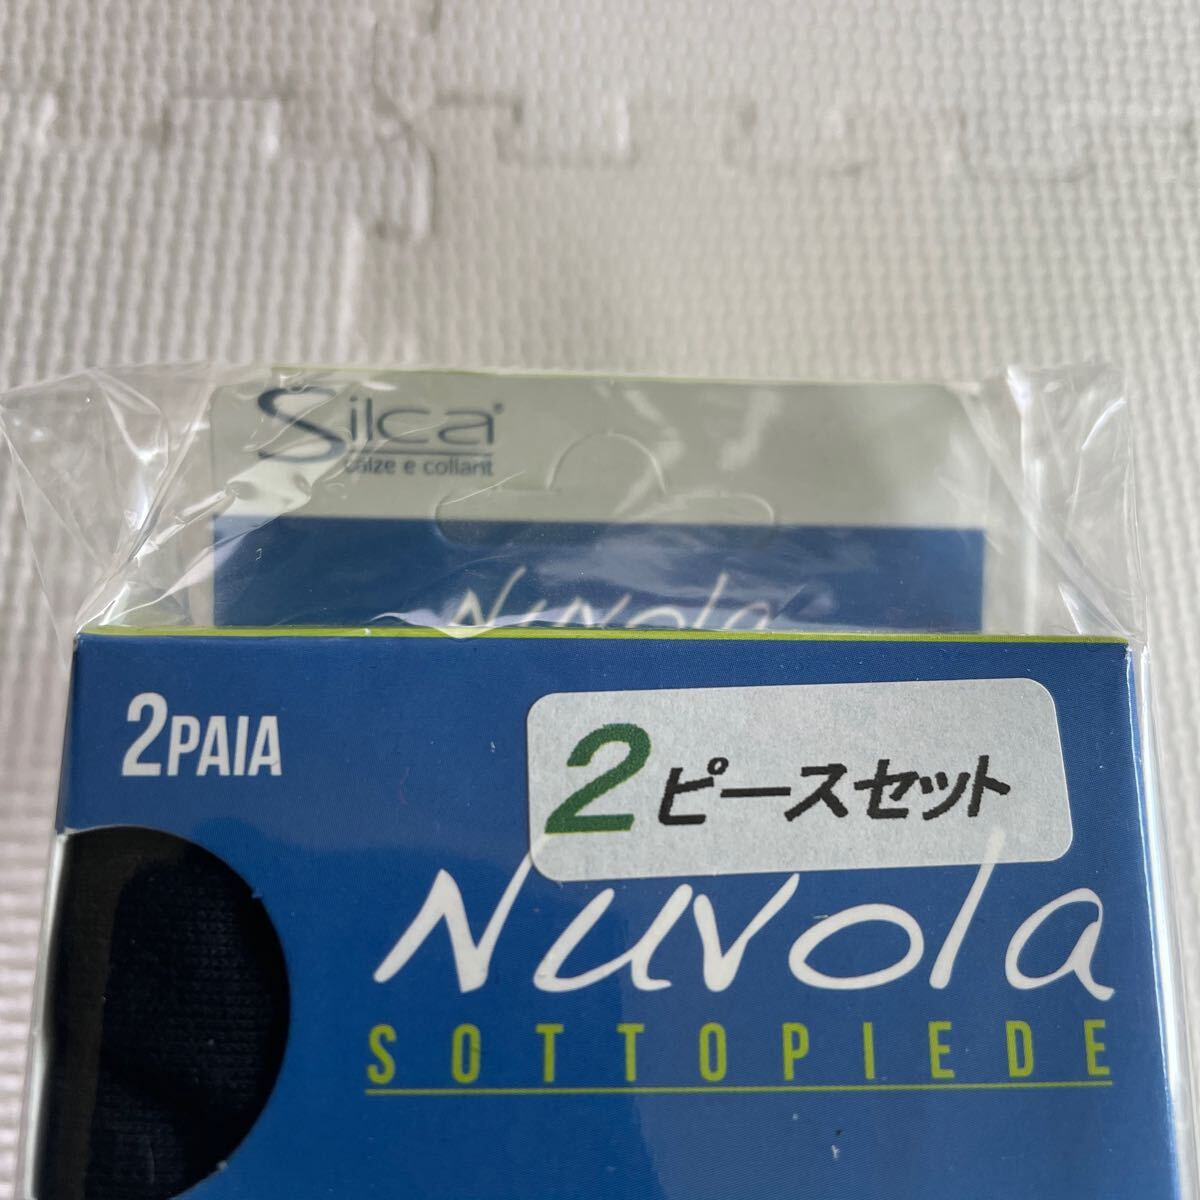 Silca®
calze e collant
Nuvola
2PAIA
2ピースセット
Nuvola
SOTTOPIEDE